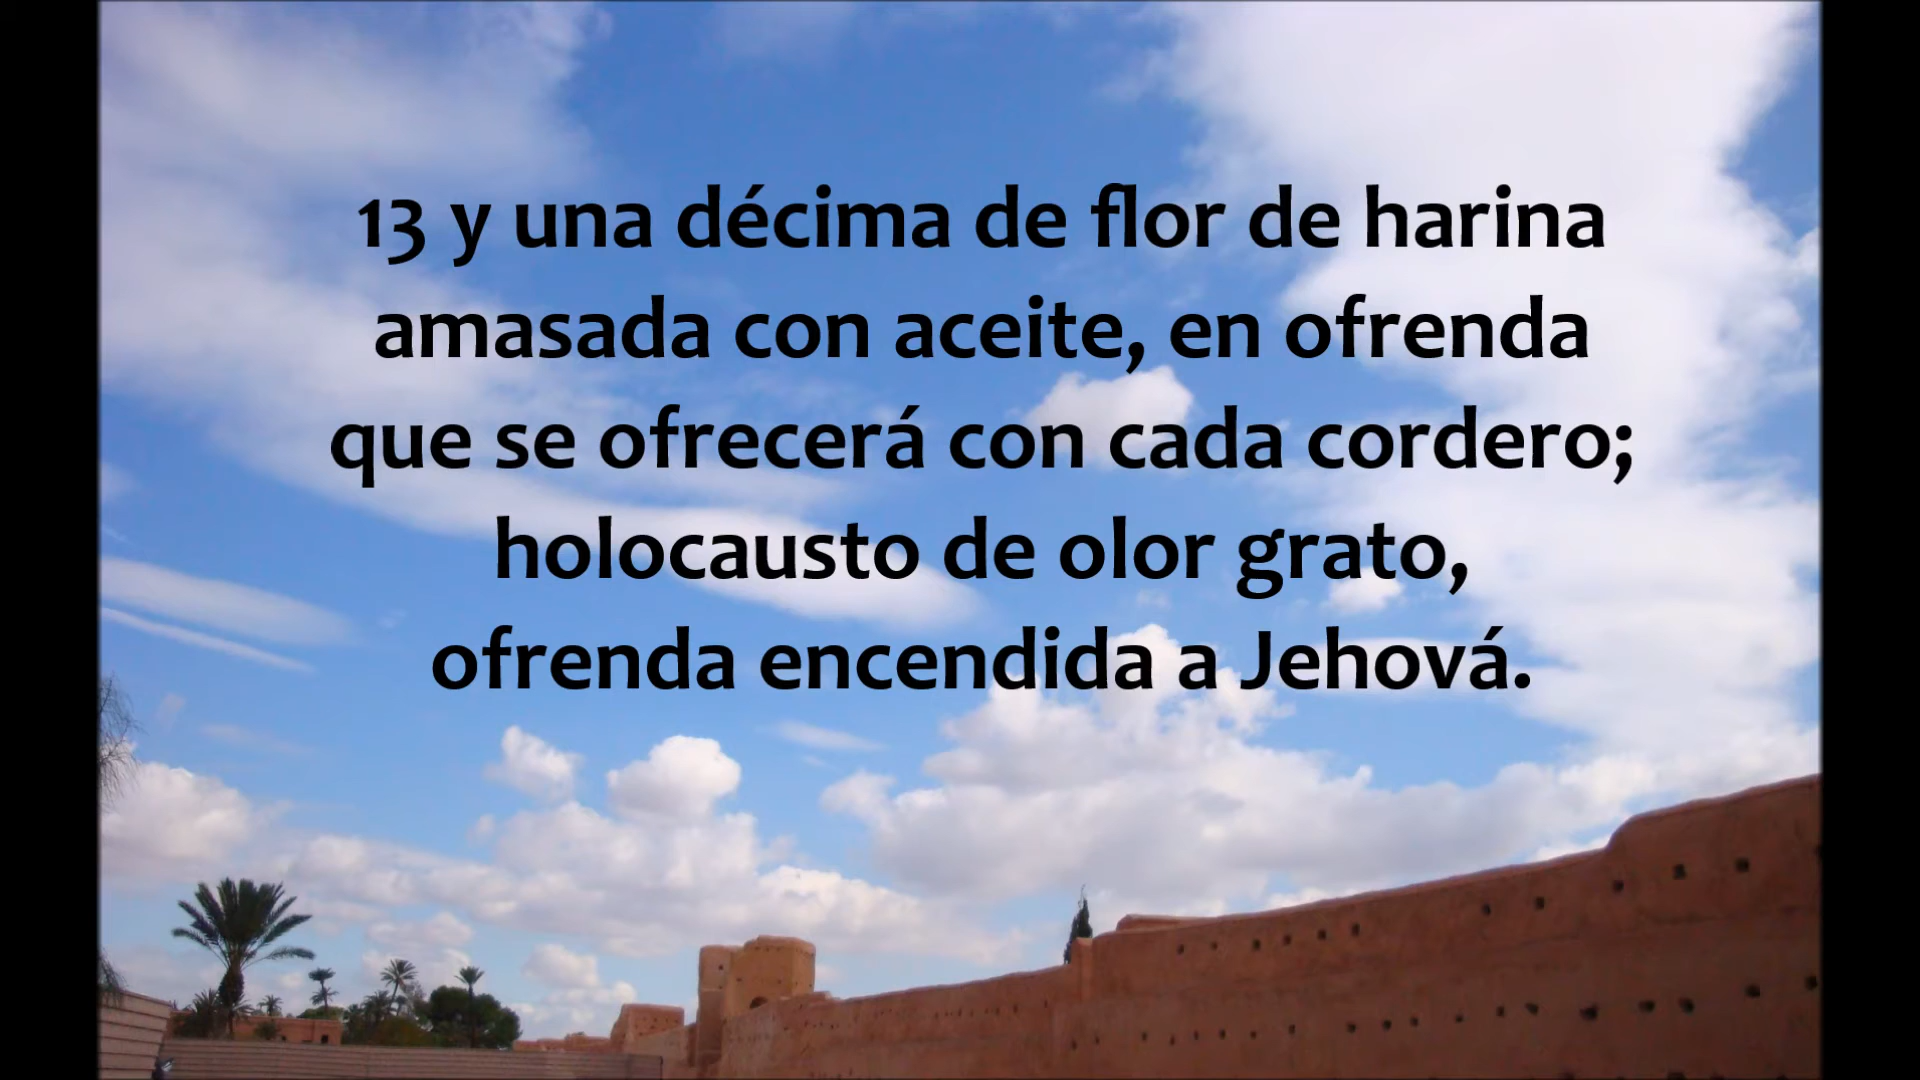 13 y una décima de flor de harina
amasada con aceite, en ofrenda
que se ofrecerá con cada cordero;
holocausto de olor grato,
ofrenda encendida a Jehová.